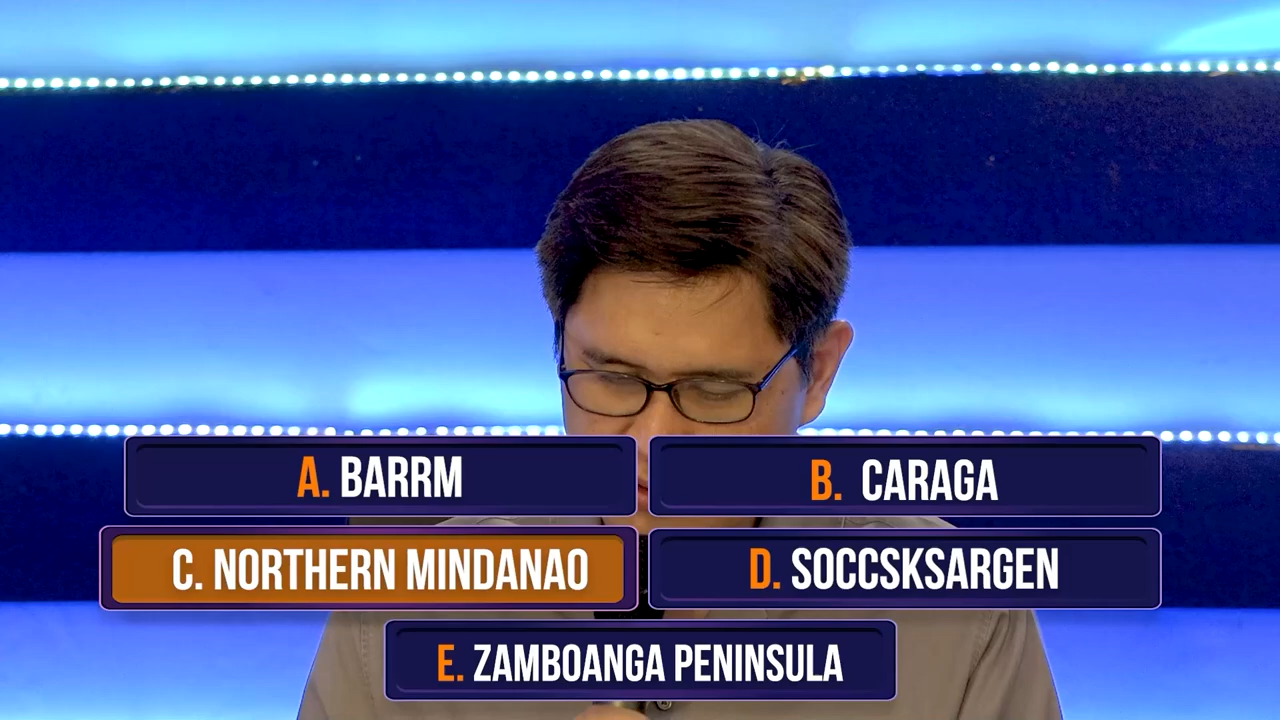 A. BARRM
B. CARAGA
C. NORTHERN MINDANAO
D. SOCCSKSARGEN
E. ZAMBOANGA PENINSULA